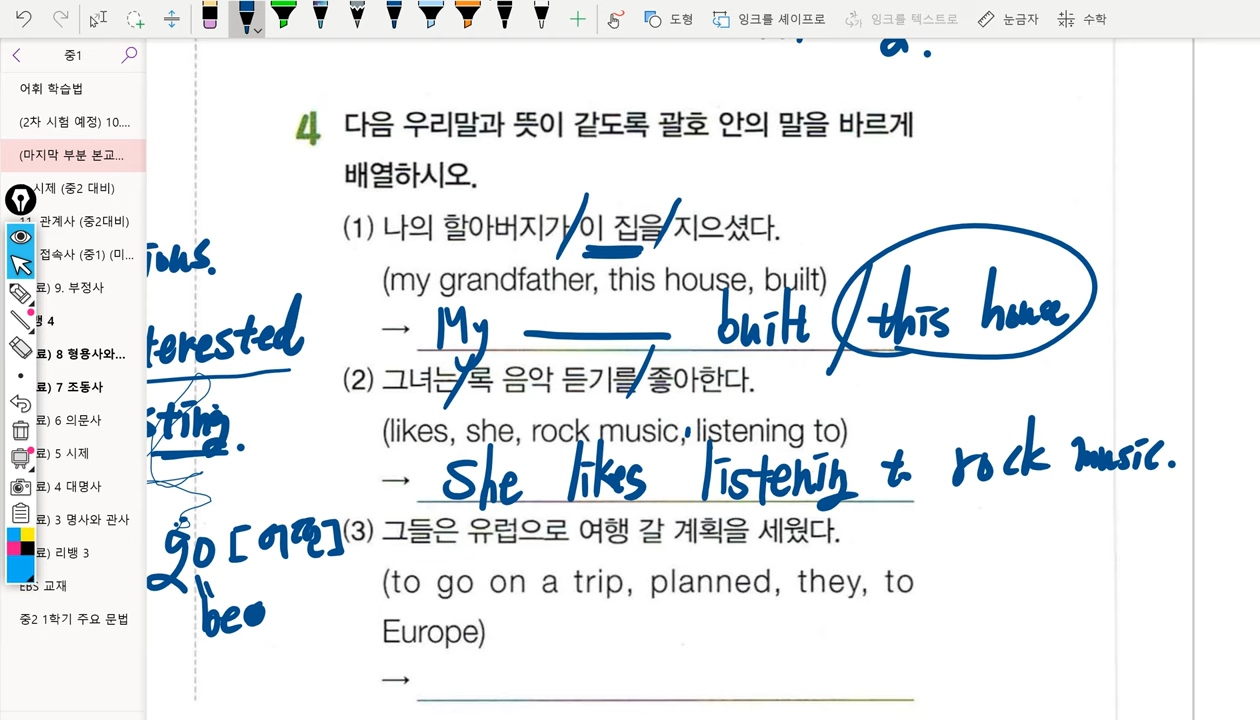 도형
잉크를 셰이프로
잉크를 텍스트로
눈금자
수학
중1
어휘 학습법
(2차 시험 예정) 10....
(마지막 부분 본교...
시제 (중2 대비)
11. 관계사 (중2대비)
접속사 (중1) (미...
료) 9. 부정사
뱅 4
료) 8 형용사와...
료) 7 조동사
료) 6 의문사
료) 5 시제
료) 4 대명사
료) 3 명사와 관사
료) 리뱅 3
EBS 교재
중2 1학기 주요 문법
a.
ious.
terested
sting.
go [어떤]
4 다음 우리말과 뜻이 같도록 괄호 안의 말을 바르게
배열하시오.
(1) 나의 할아버지가 / 이 집을 / 지으셨다.
(my grandfather, this house, built)
→ My built / this house
(2) 그녀는 / 록 음악 듣기를 / 좋아한다.
(likes, she, rock music, listening to)
→ She likes listening to rock music.
(3) 그들은 유럽으로 여행 갈 계획을 세웠다.
(to go on a trip, planned, they, to
Europe)
→